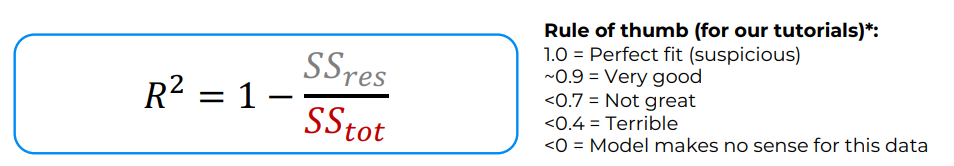 R² = 1 − SSres / SStot
Rule of thumb (for our tutorials)*:
1.0 = Perfect fit (suspicious)
~0.9 = Very good
<0.7 = Not great
<0.4 = Terrible
<0 = Model makes no sense for this data